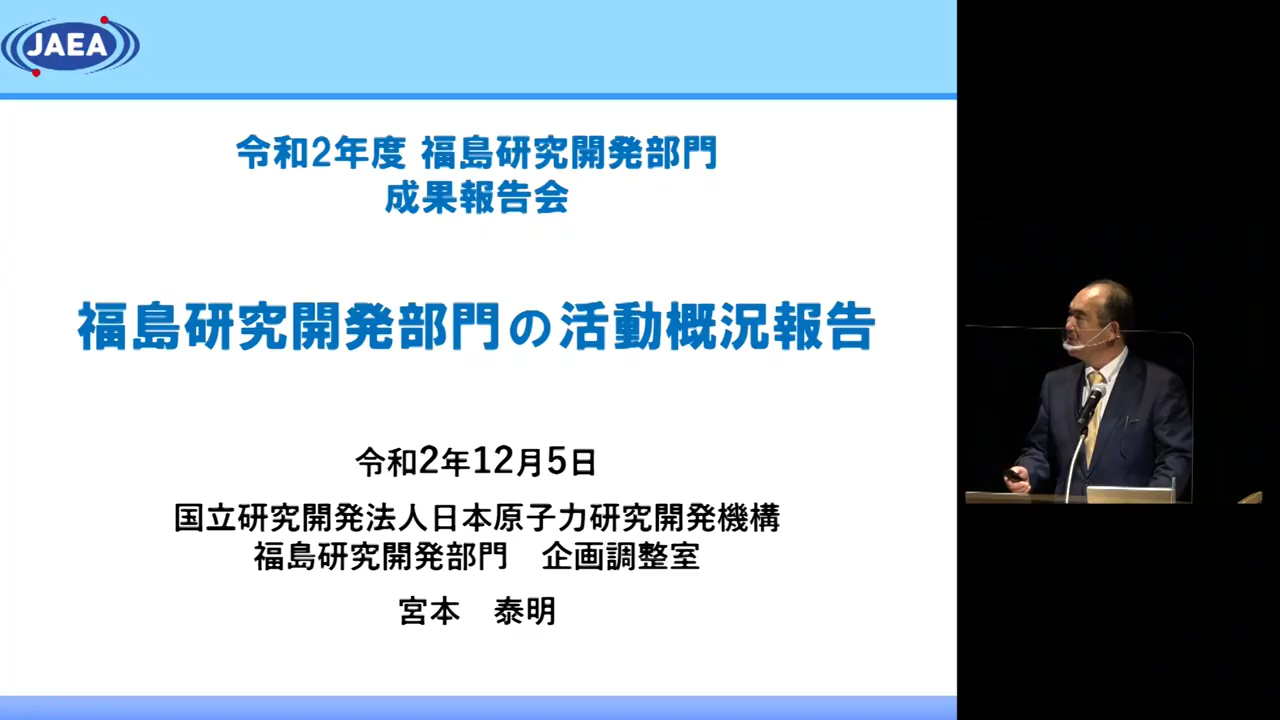 JAEA
令和2年度 福島研究開発部門
成果報告会
福島研究開発部門の活動概況報告
令和2年12月5日
国立研究開発法人日本原子力研究開発機構
福島研究開発部門　企画調整室
宮本　泰明